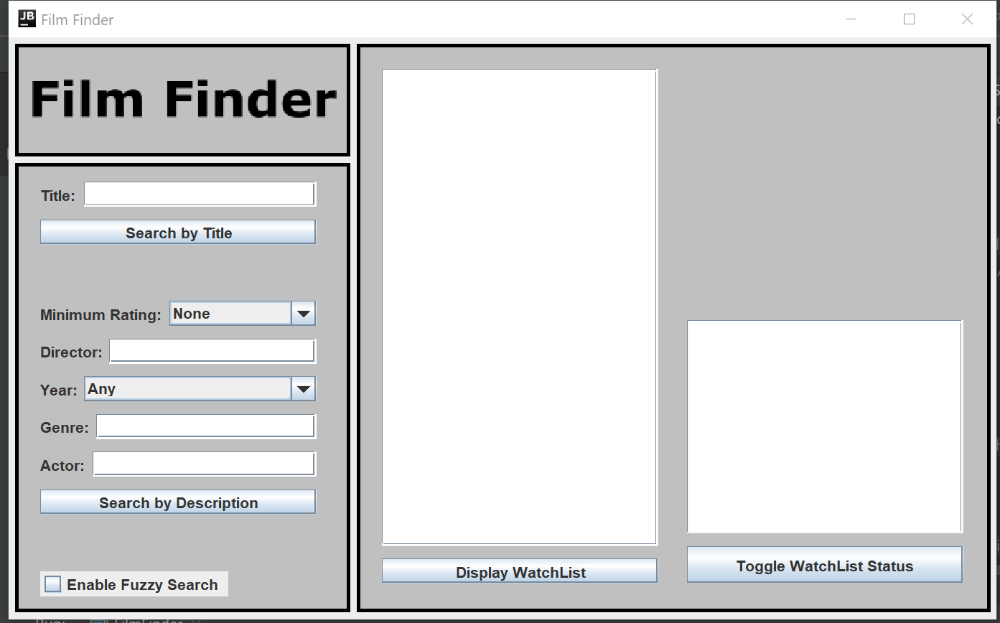 JB Film Finder
Film Finder
Title:
Search by Title
Minimum Rating: None
Director:
Year: Any
Genre:
Actor:
Search by Description
Enable Fuzzy Search
Display WatchList
Toggle WatchList Status